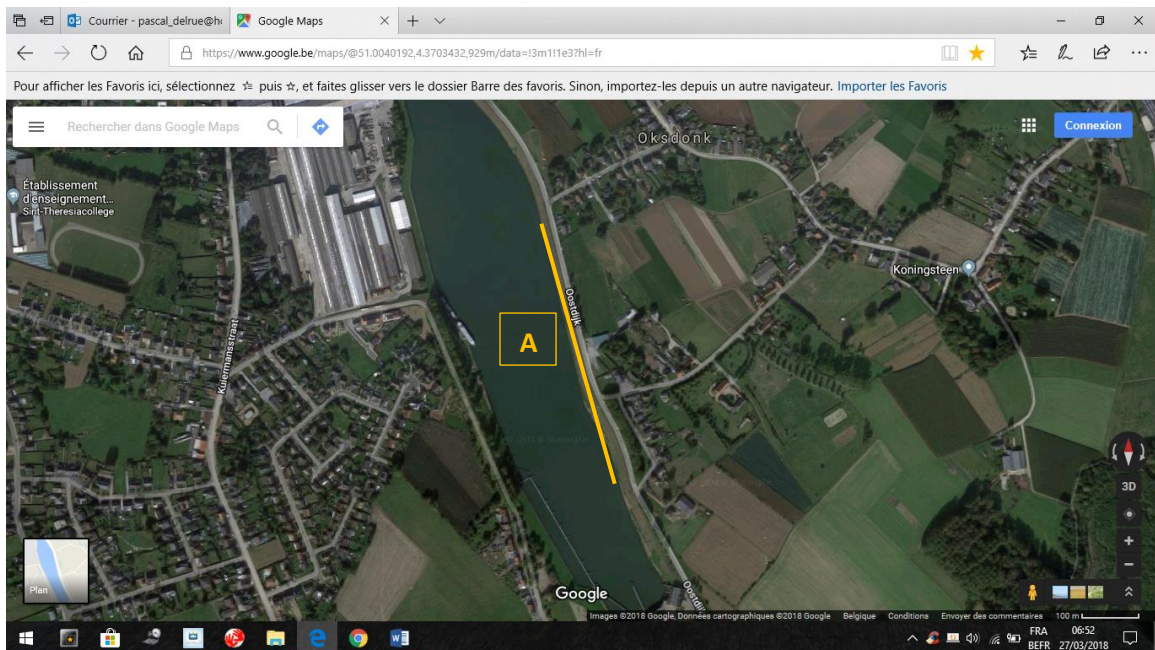 Courrier - pascal_delrue@h
Google Maps
https://www.google.be/maps/@51.0040192,4.3703432,929m/data=!3m1!1e3?hl=fr
Pour afficher les Favoris ici, sélectionnez puis ☆, et faites glisser vers le dossier Barre des favoris. Sinon, importez-les depuis un autre navigateur. Importer les Favoris
Rechercher dans Google Maps
Connexion
Oksdonk
Établissement
d'enseignement...
Sint-Theresiacollege
Koningsteen
Oostdijk
Kuiermansstraat
A
3D
Plan
Google
Oostdijk
Images ©2018 Google, Données cartographiques ©2018 Google Belgique Conditions Envoyer des commentaires 100 m
FRA 06:52
BEFR 27/03/2018